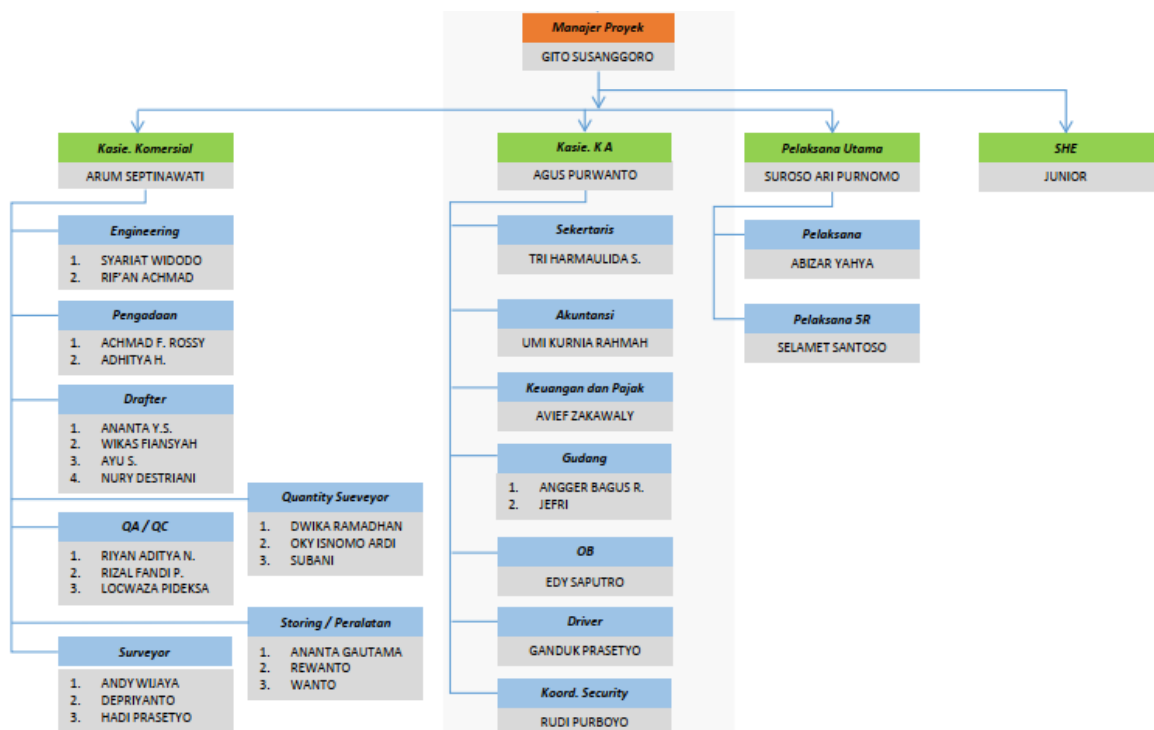 Manajer Proyek
GITO SUSANGGORO
Kasie. Komersial
ARUM SEPTINAWATI
Engineering
1. SYARIAT WIDODO
2. RIF'AN ACHMAD
Pengadaan
1. ACHMAD F. ROSSY
2. ADHITYA H.
Drafter
1. ANANTA Y.S.
2. WIKAS FIANSYAH
3. AYU S.
4. NURY DESTRIANI
Quantity Sueveyor
1. DWIKA RAMADHAN
2. OKY ISNOMO ARDI
3. SUBANI
QA / QC
1. RIYAN ADITYA N.
2. RIZAL FANDI P.
3. LOCWAZA PIDEKSA
Storing / Peralatan
1. ANANTA GAUTAMA
2. REWANTO
3. WANTO
Surveyor
1. ANDY WIJAYA
2. DEPRIYANTO
3. HADI PRASETYO
Kasie. K A
AGUS PURWANTO
Sekertaris
TRI HARMAULIDA S.
Akuntansi
UMI KURNIA RAHMAH
Keuangan dan Pajak
AVIEF ZAKAWALY
Gudang
1. ANGGER BAGUS R.
2. JEFRI
OB
EDY SAPUTRO
Driver
GANDUK PRASETYO
Koord. Security
RUDI PURBOYO
Pelaksana Utama
SUROSO ARI PURNOMO
Pelaksana
ABIZAR YAHYA
Pelaksana 5R
SELAMET SANTOSO
SHE
JUNIOR